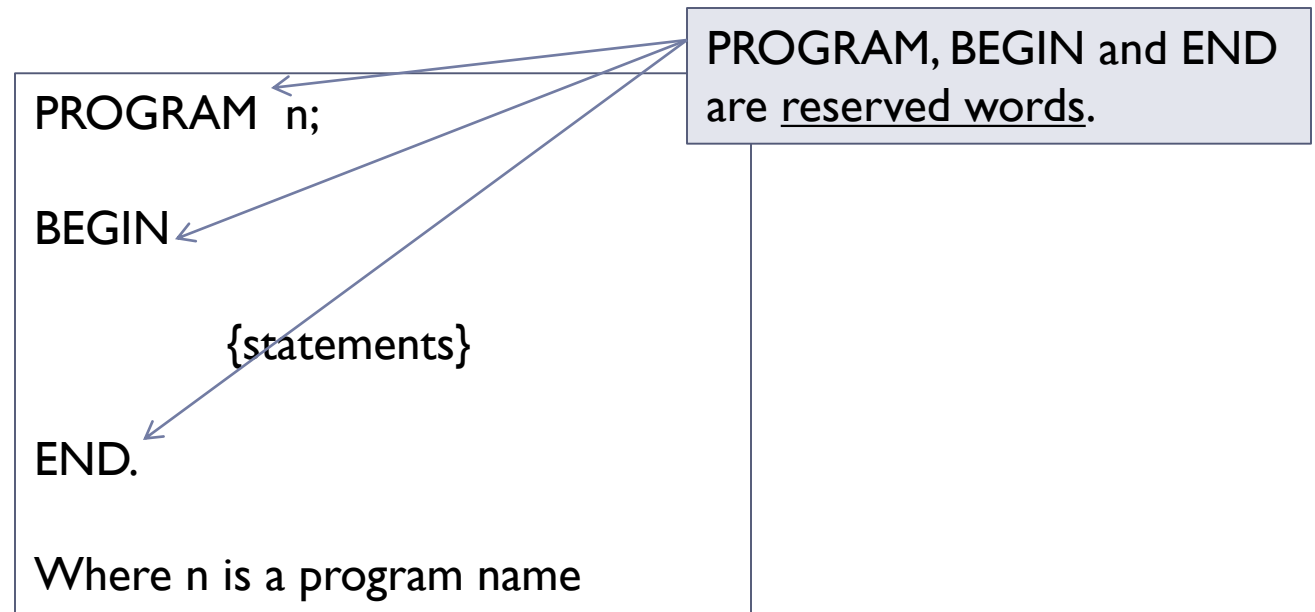 PROGRAM, BEGIN and END
are reserved words.
PROGRAM n;
BEGIN
{statements}
END.
Where n is a program name